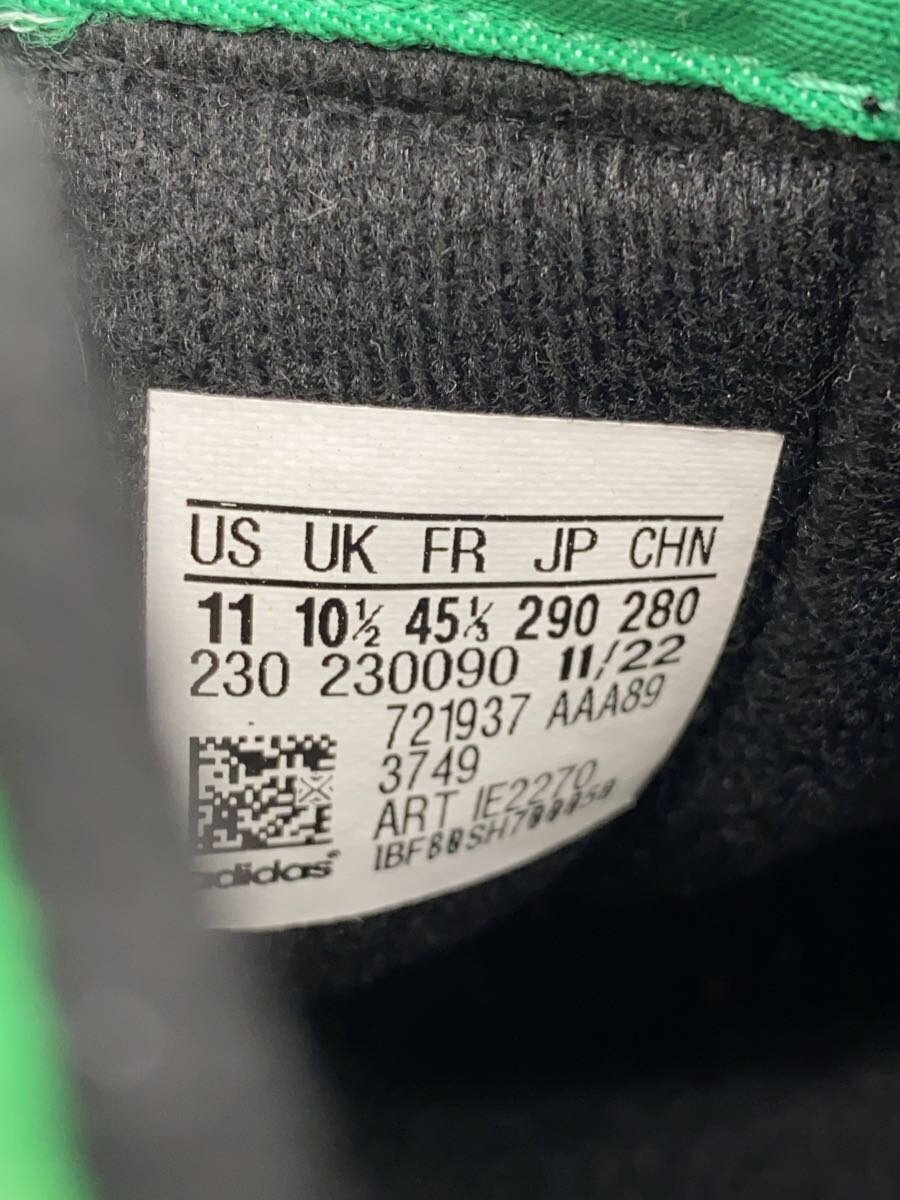 US UK FR JP CHN
11 10½ 45⅓ 290 280
230 230090 11/22
721937 AAA89
3749
ART IE2270
adidas